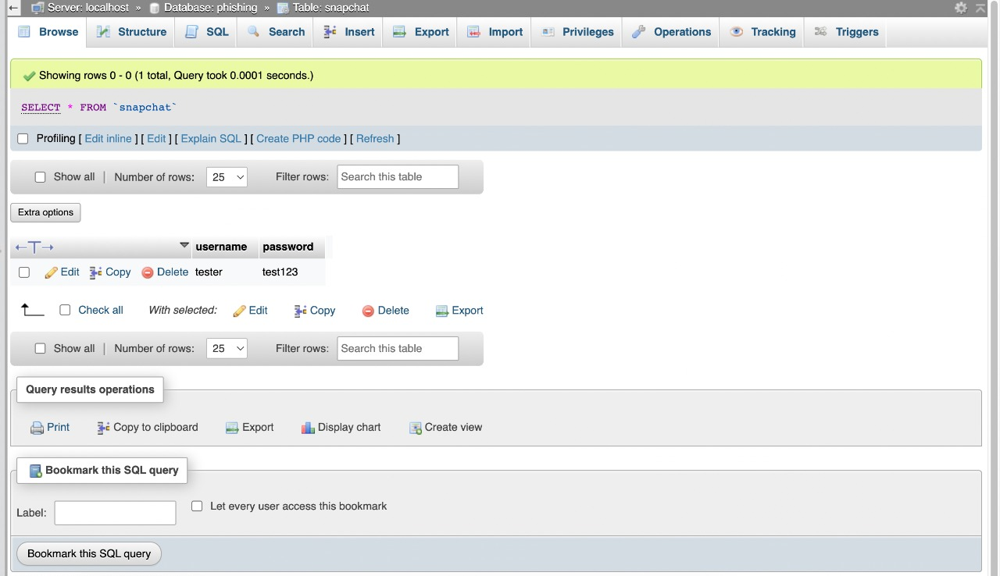 Server: localhost » Database: phishing » Table: snapchat
Browse Structure SQL Search Insert Export Import Privileges Operations Tracking Triggers
Showing rows 0 - 0 (1 total, Query took 0.0001 seconds.)
SELECT * FROM `snapchat`
Profiling [ Edit inline ] [ Edit ] [ Explain SQL ] [ Create PHP code ] [ Refresh ]
Show all | Number of rows: 25 Filter rows: Search this table
Extra options
username password
Edit Copy Delete tester test123
Check all With selected: Edit Copy Delete Export
Show all | Number of rows: 25 Filter rows: Search this table
Query results operations
Print Copy to clipboard Export Display chart Create view
Bookmark this SQL query
Label: Let every user access this bookmark
Bookmark this SQL query